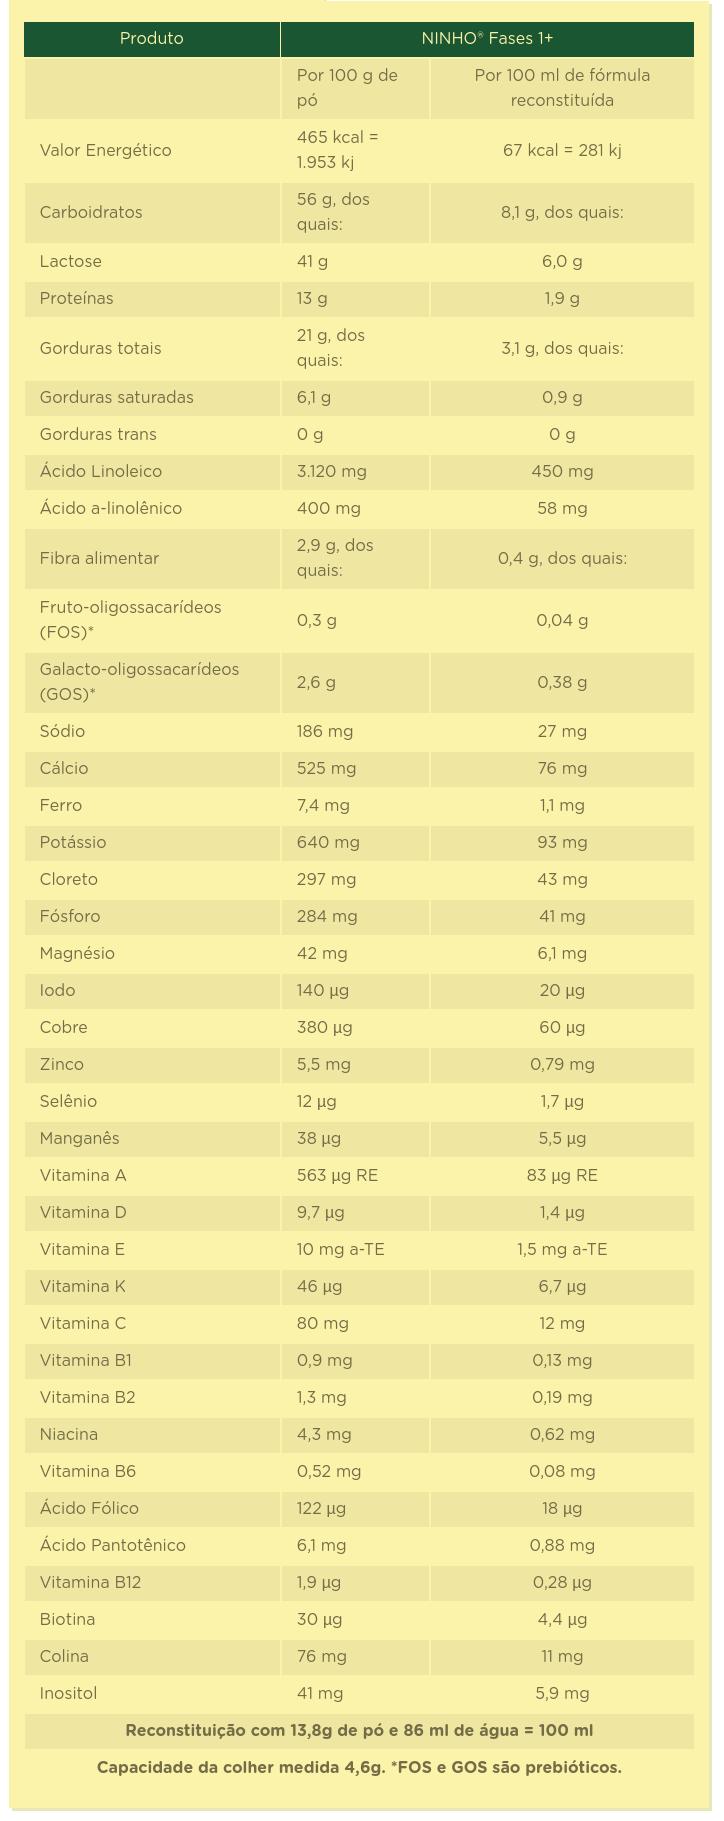 Produto NINHO® Fases 1+
Por 100 g de Por 100 ml de fórmula
pó reconstituída
Valor Energético 465 kcal = 67 kcal = 281 kj
1.953 kj
Carboidratos 56 g, dos 8,1 g, dos quais:
quais:
Lactose 41 g 6,0 g
Proteínas 13 g 1,9 g
Gorduras totais 21 g, dos 3,1 g, dos quais:
quais:
Gorduras saturadas 6,1 g 0,9 g
Gorduras trans 0 g 0 g
Ácido Linoleico 3.120 mg 450 mg
Ácido a-linolênico 400 mg 58 mg
Fibra alimentar 2,9 g, dos 0,4 g, dos quais:
quais:
Fruto-oligossacarídeos 0,3 g 0,04 g
(FOS)*
Galacto-oligossacarídeos 2,6 g 0,38 g
(GOS)*
Sódio 186 mg 27 mg
Cálcio 525 mg 76 mg
Ferro 7,4 mg 1,1 mg
Potássio 640 mg 93 mg
Cloreto 297 mg 43 mg
Fósforo 284 mg 41 mg
Magnésio 42 mg 6,1 mg
Iodo 140 µg 20 µg
Cobre 380 µg 60 µg
Zinco 5,5 mg 0,79 mg
Selênio 12 µg 1,7 µg
Manganês 38 µg 5,5 µg
Vitamina A 563 µg RE 83 µg RE
Vitamina D 9,7 µg 1,4 µg
Vitamina E 10 mg a-TE 1,5 mg a-TE
Vitamina K 46 µg 6,7 µg
Vitamina C 80 mg 12 mg
Vitamina B1 0,9 mg 0,13 mg
Vitamina B2 1,3 mg 0,19 mg
Niacina 4,3 mg 0,62 mg
Vitamina B6 0,52 mg 0,08 mg
Ácido Fólico 122 µg 18 µg
Ácido Pantotênico 6,1 mg 0,88 mg
Vitamina B12 1,9 µg 0,28 µg
Biotina 30 µg 4,4 µg
Colina 76 mg 11 mg
Inositol 41 mg 5,9 mg
Reconstituição com 13,8g de pó e 86 ml de água = 100 ml
Capacidade da colher medida 4,6g. *FOS e GOS são prebióticos.